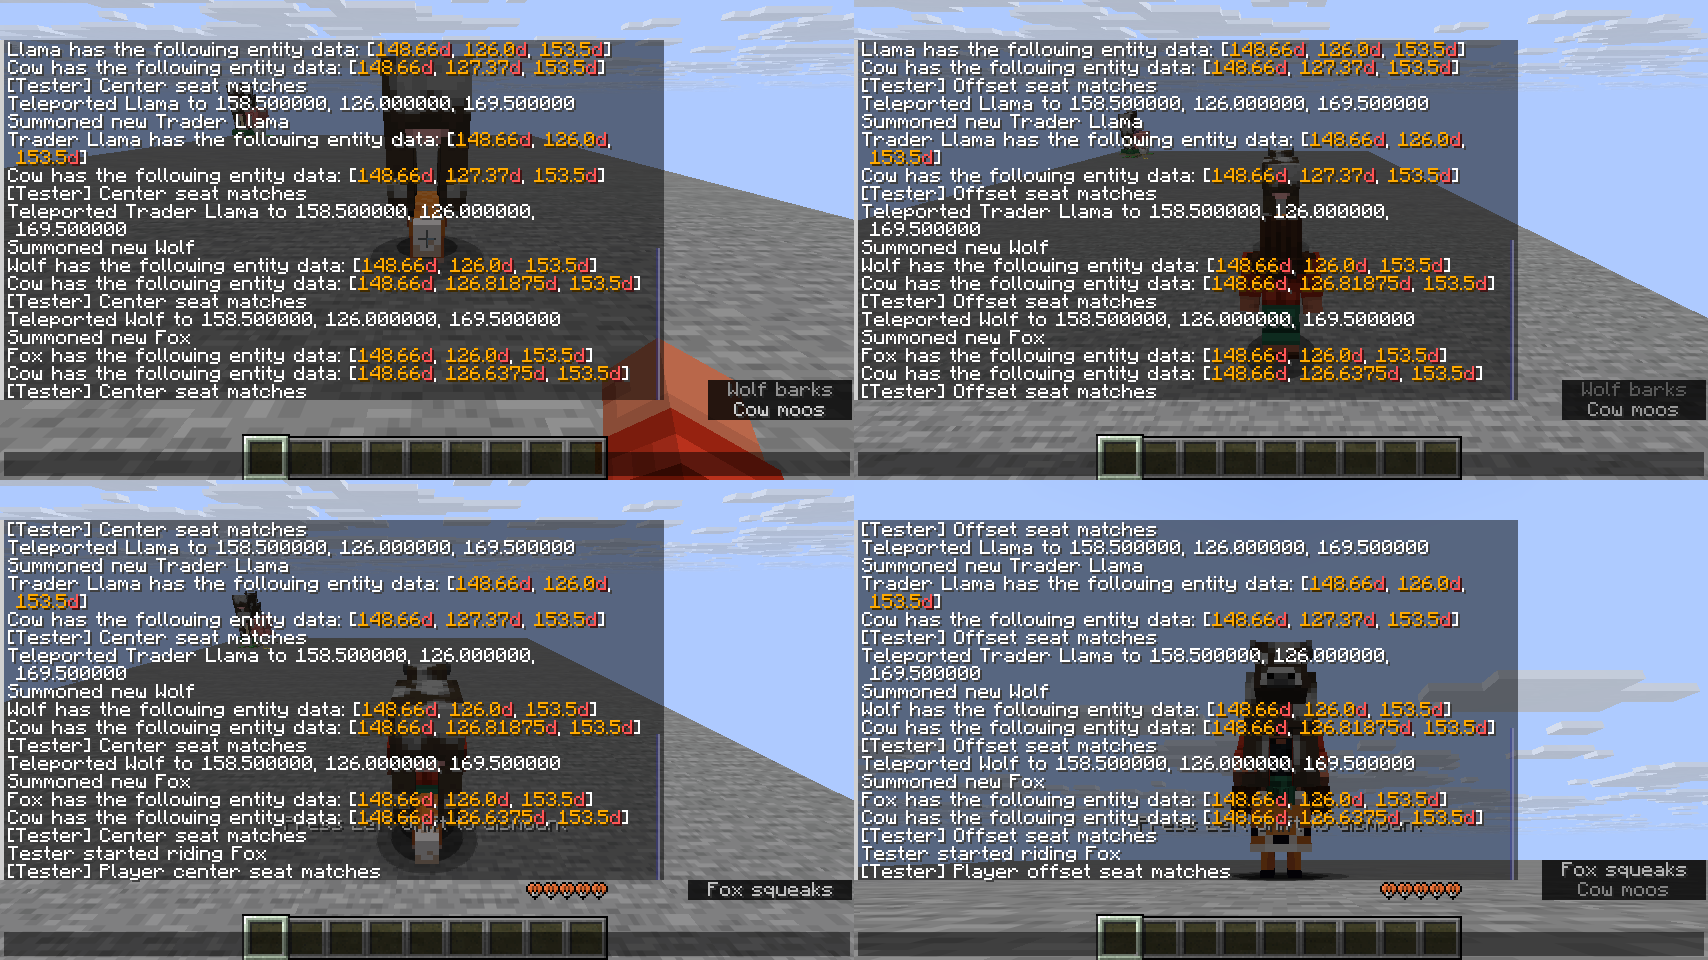 Llama has the following entity data: [148.66d, 126.0d, 153.5d]
Cow has the following entity data: [148.66d, 127.37d, 153.5d]
[Tester] Center seat matches
Teleported Llama to 158.500000, 126.000000, 169.500000
Summoned new Trader Llama
Trader Llama has the following entity data: [148.66d, 126.0d,
153.5d]
Cow has the following entity data: [148.66d, 127.37d, 153.5d]
[Tester] Center seat matches
Teleported Trader Llama to 158.500000, 126.000000,
169.500000
Summoned new Wolf
Wolf has the following entity data: [148.66d, 126.0d, 153.5d]
Cow has the following entity data: [148.66d, 126.81875d, 153.5d]
[Tester] Center seat matches
Teleported Wolf to 158.500000, 126.000000, 169.500000
Summoned new Fox
Fox has the following entity data: [148.66d, 126.0d, 153.5d]
Cow has the following entity data: [148.66d, 126.6375d, 153.5d]
[Tester] Center seat matches
Wolf barks
Cow moos
Llama has the following entity data: [148.66d, 126.0d, 153.5d]
Cow has the following entity data: [148.66d, 127.37d, 153.5d]
[Tester] Offset seat matches
Teleported Llama to 158.500000, 126.000000, 169.500000
Summoned new Trader Llama
Trader Llama has the following entity data: [148.66d, 126.0d,
153.5d]
Cow has the following entity data: [148.66d, 127.37d, 153.5d]
[Tester] Offset seat matches
Teleported Trader Llama to 158.500000, 126.000000,
169.500000
Summoned new Wolf
Wolf has the following entity data: [148.66d, 126.0d, 153.5d]
Cow has the following entity data: [148.66d, 126.81875d, 153.5d]
[Tester] Offset seat matches
Teleported Wolf to 158.500000, 126.000000, 169.500000
Summoned new Fox
Fox has the following entity data: [148.66d, 126.0d, 153.5d]
Cow has the following entity data: [148.66d, 126.6375d, 153.5d]
[Tester] Offset seat matches
Wolf barks
Cow moos
[Tester] Center seat matches
Teleported Llama to 158.500000, 126.000000, 169.500000
Summoned new Trader Llama
Trader Llama has the following entity data: [148.66d, 126.0d,
153.5d]
Cow has the following entity data: [148.66d, 127.37d, 153.5d]
[Tester] Center seat matches
Teleported Trader Llama to 158.500000, 126.000000,
169.500000
Summoned new Wolf
Wolf has the following entity data: [148.66d, 126.0d, 153.5d]
Cow has the following entity data: [148.66d, 126.81875d, 153.5d]
[Tester] Center seat matches
Teleported Wolf to 158.500000, 126.000000, 169.500000
Summoned new Fox
Fox has the following entity data: [148.66d, 126.0d, 153.5d]
Cow has the following entity data: [148.66d, 126.6375d, 153.5d]
[Tester] Center seat matches
Tester started riding Fox
[Tester] Player center seat matches
Fox squeaks
[Tester] Offset seat matches
Teleported Llama to 158.500000, 126.000000, 169.500000
Summoned new Trader Llama
Trader Llama has the following entity data: [148.66d, 126.0d,
153.5d]
Cow has the following entity data: [148.66d, 127.37d, 153.5d]
[Tester] Offset seat matches
Teleported Trader Llama to 158.500000, 126.000000,
169.500000
Summoned new Wolf
Wolf has the following entity data: [148.66d, 126.0d, 153.5d]
Cow has the following entity data: [148.66d, 126.81875d, 153.5d]
[Tester] Offset seat matches
Teleported Wolf to 158.500000, 126.000000, 169.500000
Summoned new Fox
Fox has the following entity data: [148.66d, 126.0d, 153.5d]
Cow has the following entity data: [148.66d, 126.6375d, 153.5d]
[Tester] Offset seat matches
Tester started riding Fox
[Tester] Player offset seat matches
Fox squeaks
Cow moos